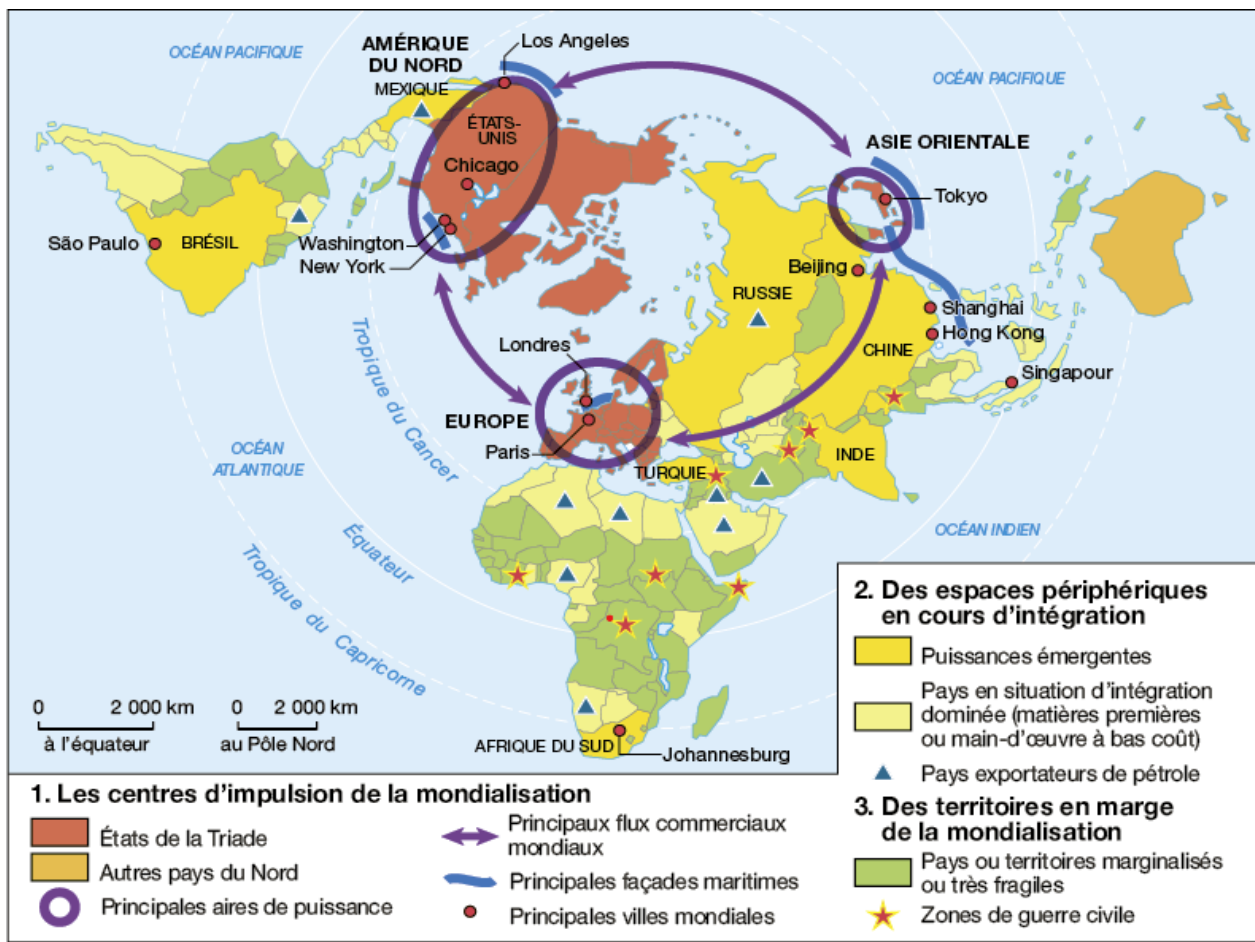 OCÉAN PACIFIQUE
AMÉRIQUE
DU NORD
Los Angeles
MEXIQUE
OCÉAN PACIFIQUE
ÉTATS-
UNIS
ASIE ORIENTALE
Chicago
Tokyo
São Paulo
BRÉSIL
Washington
New York
Beijing
RUSSIE
Shanghai
Hong Kong
CHINE
Singapour
Londres
EUROPE
Paris
Tropique du Cancer
OCÉAN
ATLANTIQUE
TURQUIE
INDE
OCÉAN INDIEN
Équateur
Tropique du Capricorne
AFRIQUE DU SUD
Johannesburg
0 2 000 km
à l'équateur
0 2 000 km
au Pôle Nord
1. Les centres d'impulsion de la mondialisation
États de la Triade
Autres pays du Nord
Principales aires de puissance
Principaux flux commerciaux
mondiaux
Principales façades maritimes
Principales villes mondiales
2. Des espaces périphériques
en cours d'intégration
Puissances émergentes
Pays en situation d'intégration
dominée (matières premières
ou main-d'œuvre à bas coût)
Pays exportateurs de pétrole
3. Des territoires en marge
de la mondialisation
Pays ou territoires marginalisés
ou très fragiles
Zones de guerre civile